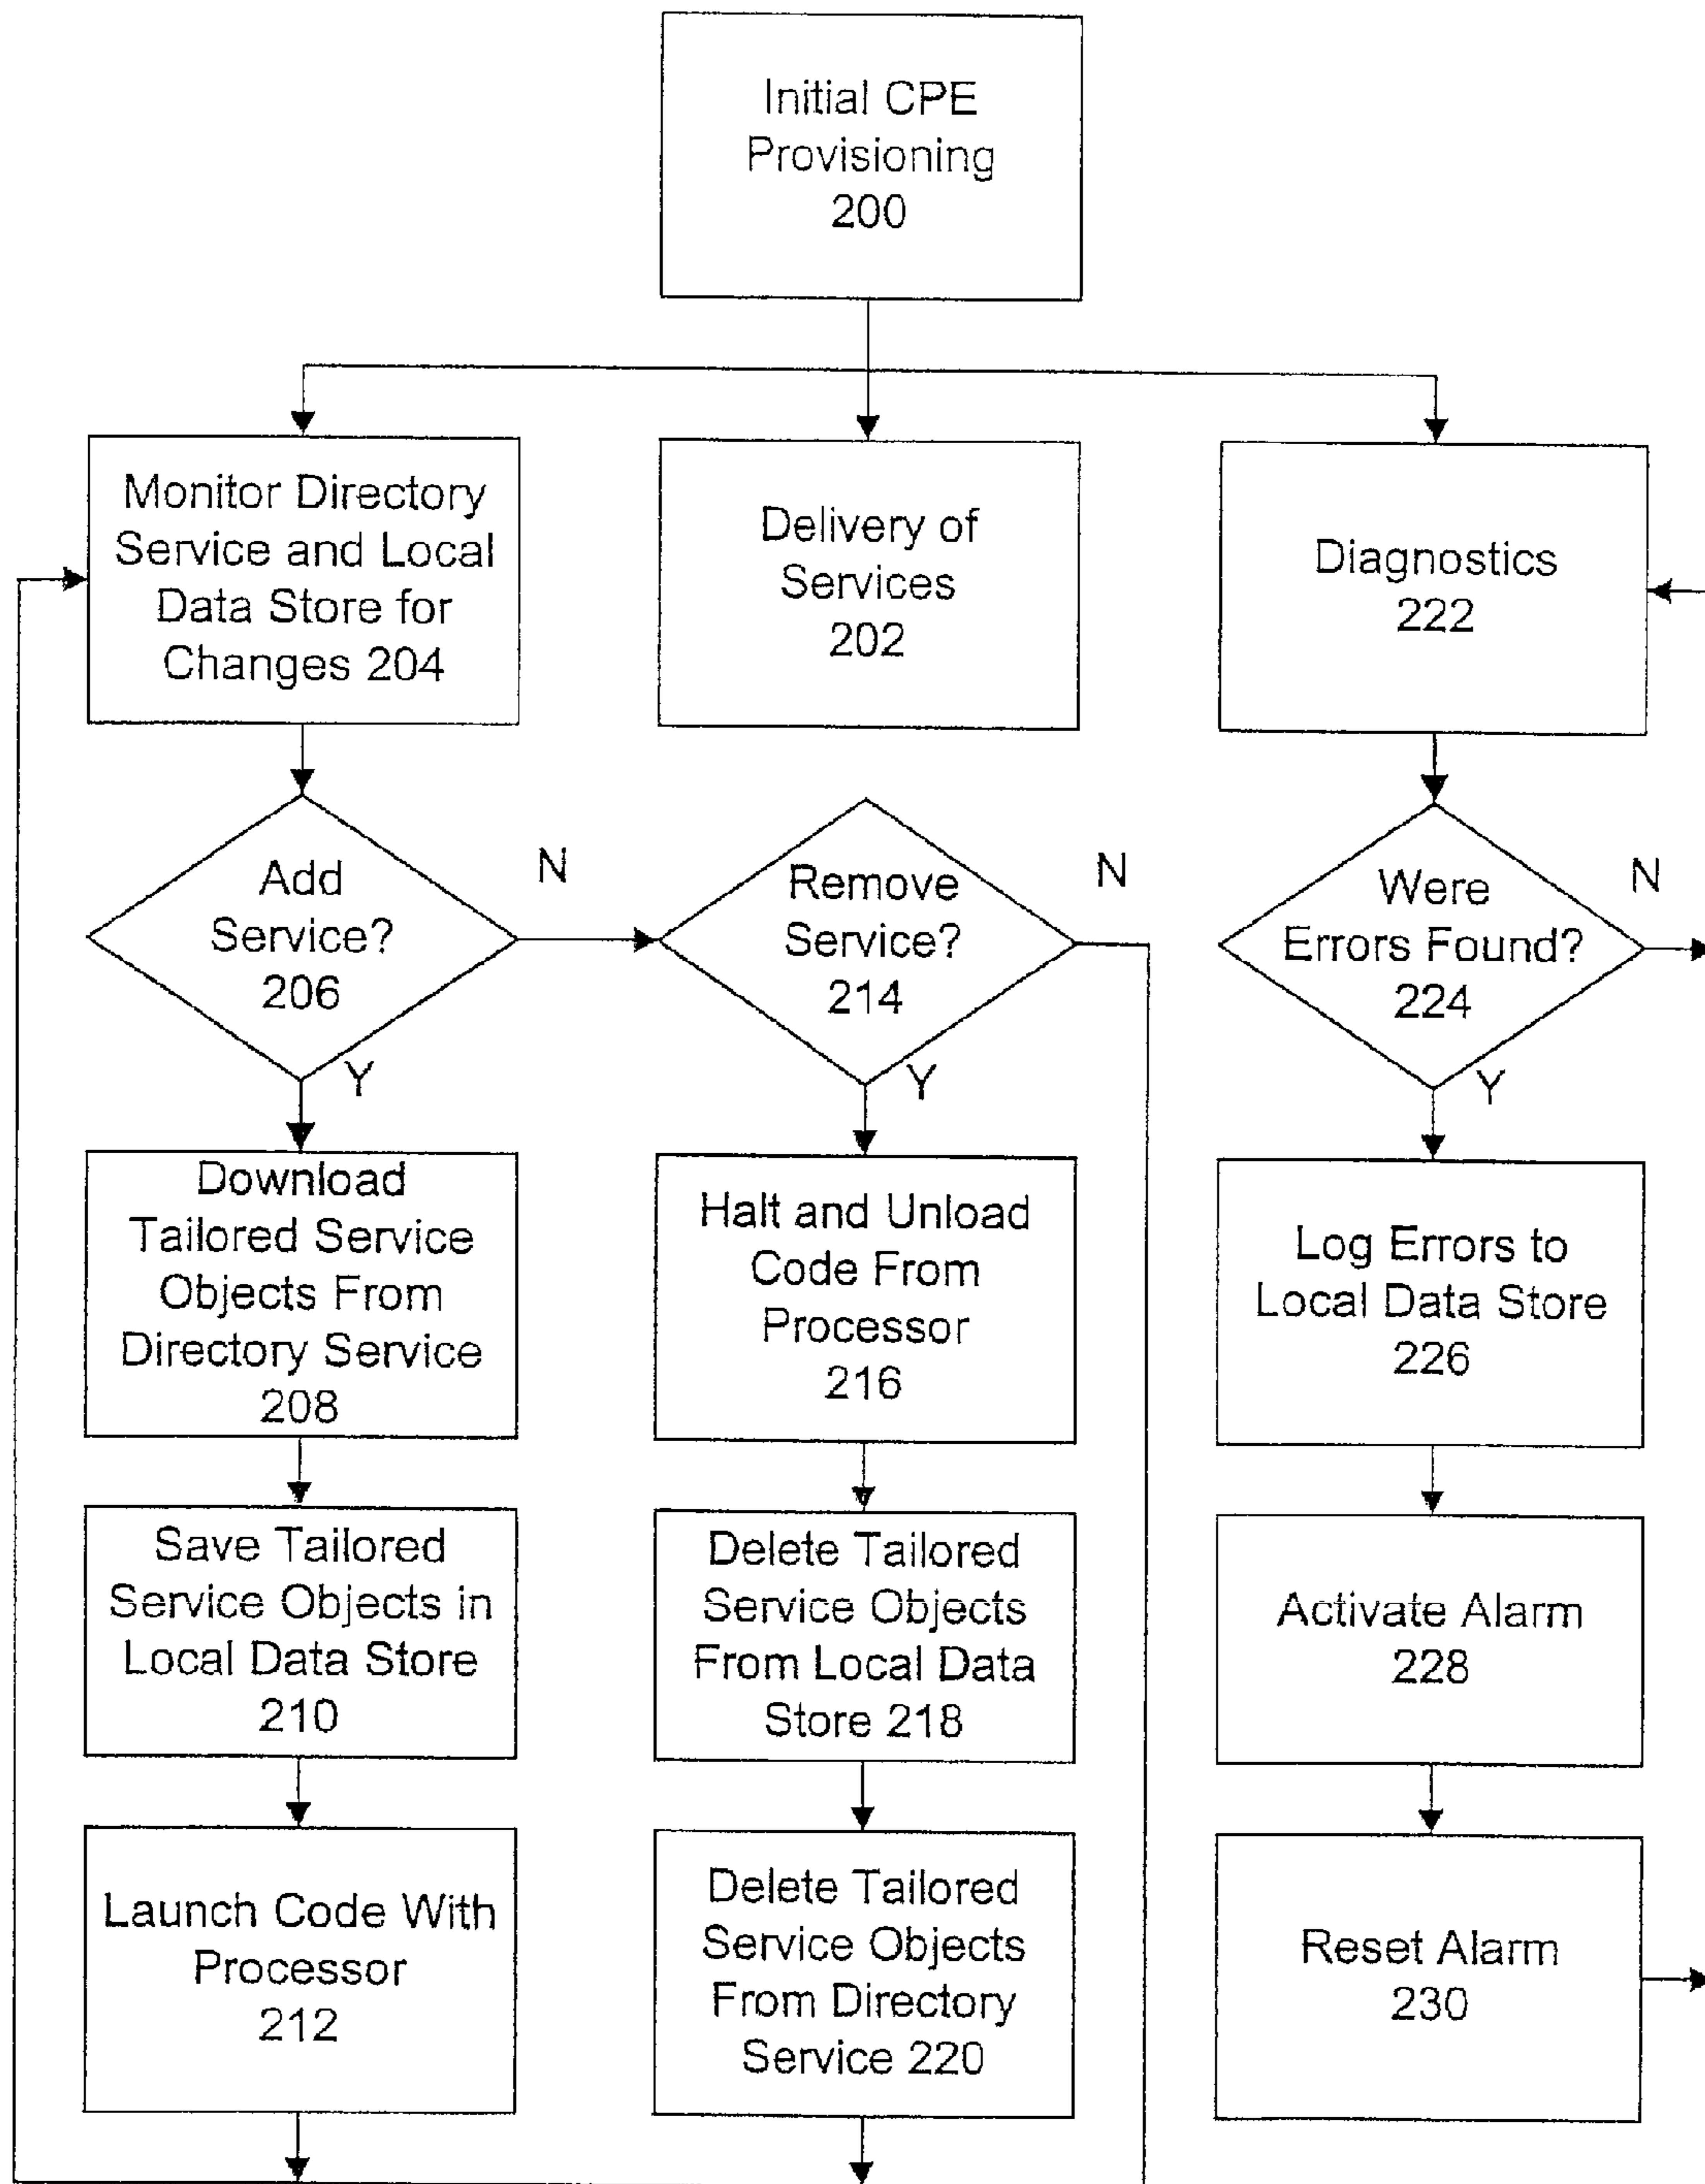 Initial CPE
Provisioning
200
Monitor Directory
Service and Local
Data Store for
Changes 204
Delivery of
Services
202
Diagnostics
222
Add
Service?
206
N
Y
Remove
Service?
214
N
Y
Were
Errors Found?
224
N
Y
Download
Tailored Service
Objects From
Directory Service
208
Halt and Unload
Code From
Processor
216
Log Errors to
Local Data Store
226
Save Tailored
Service Objects in
Local Data Store
210
Delete Tailored
Service Objects
From Local Data
Store 218
Activate Alarm
228
Launch Code With
Processor
212
Delete Tailored
Service Objects
From Directory
Service 220
Reset Alarm
230